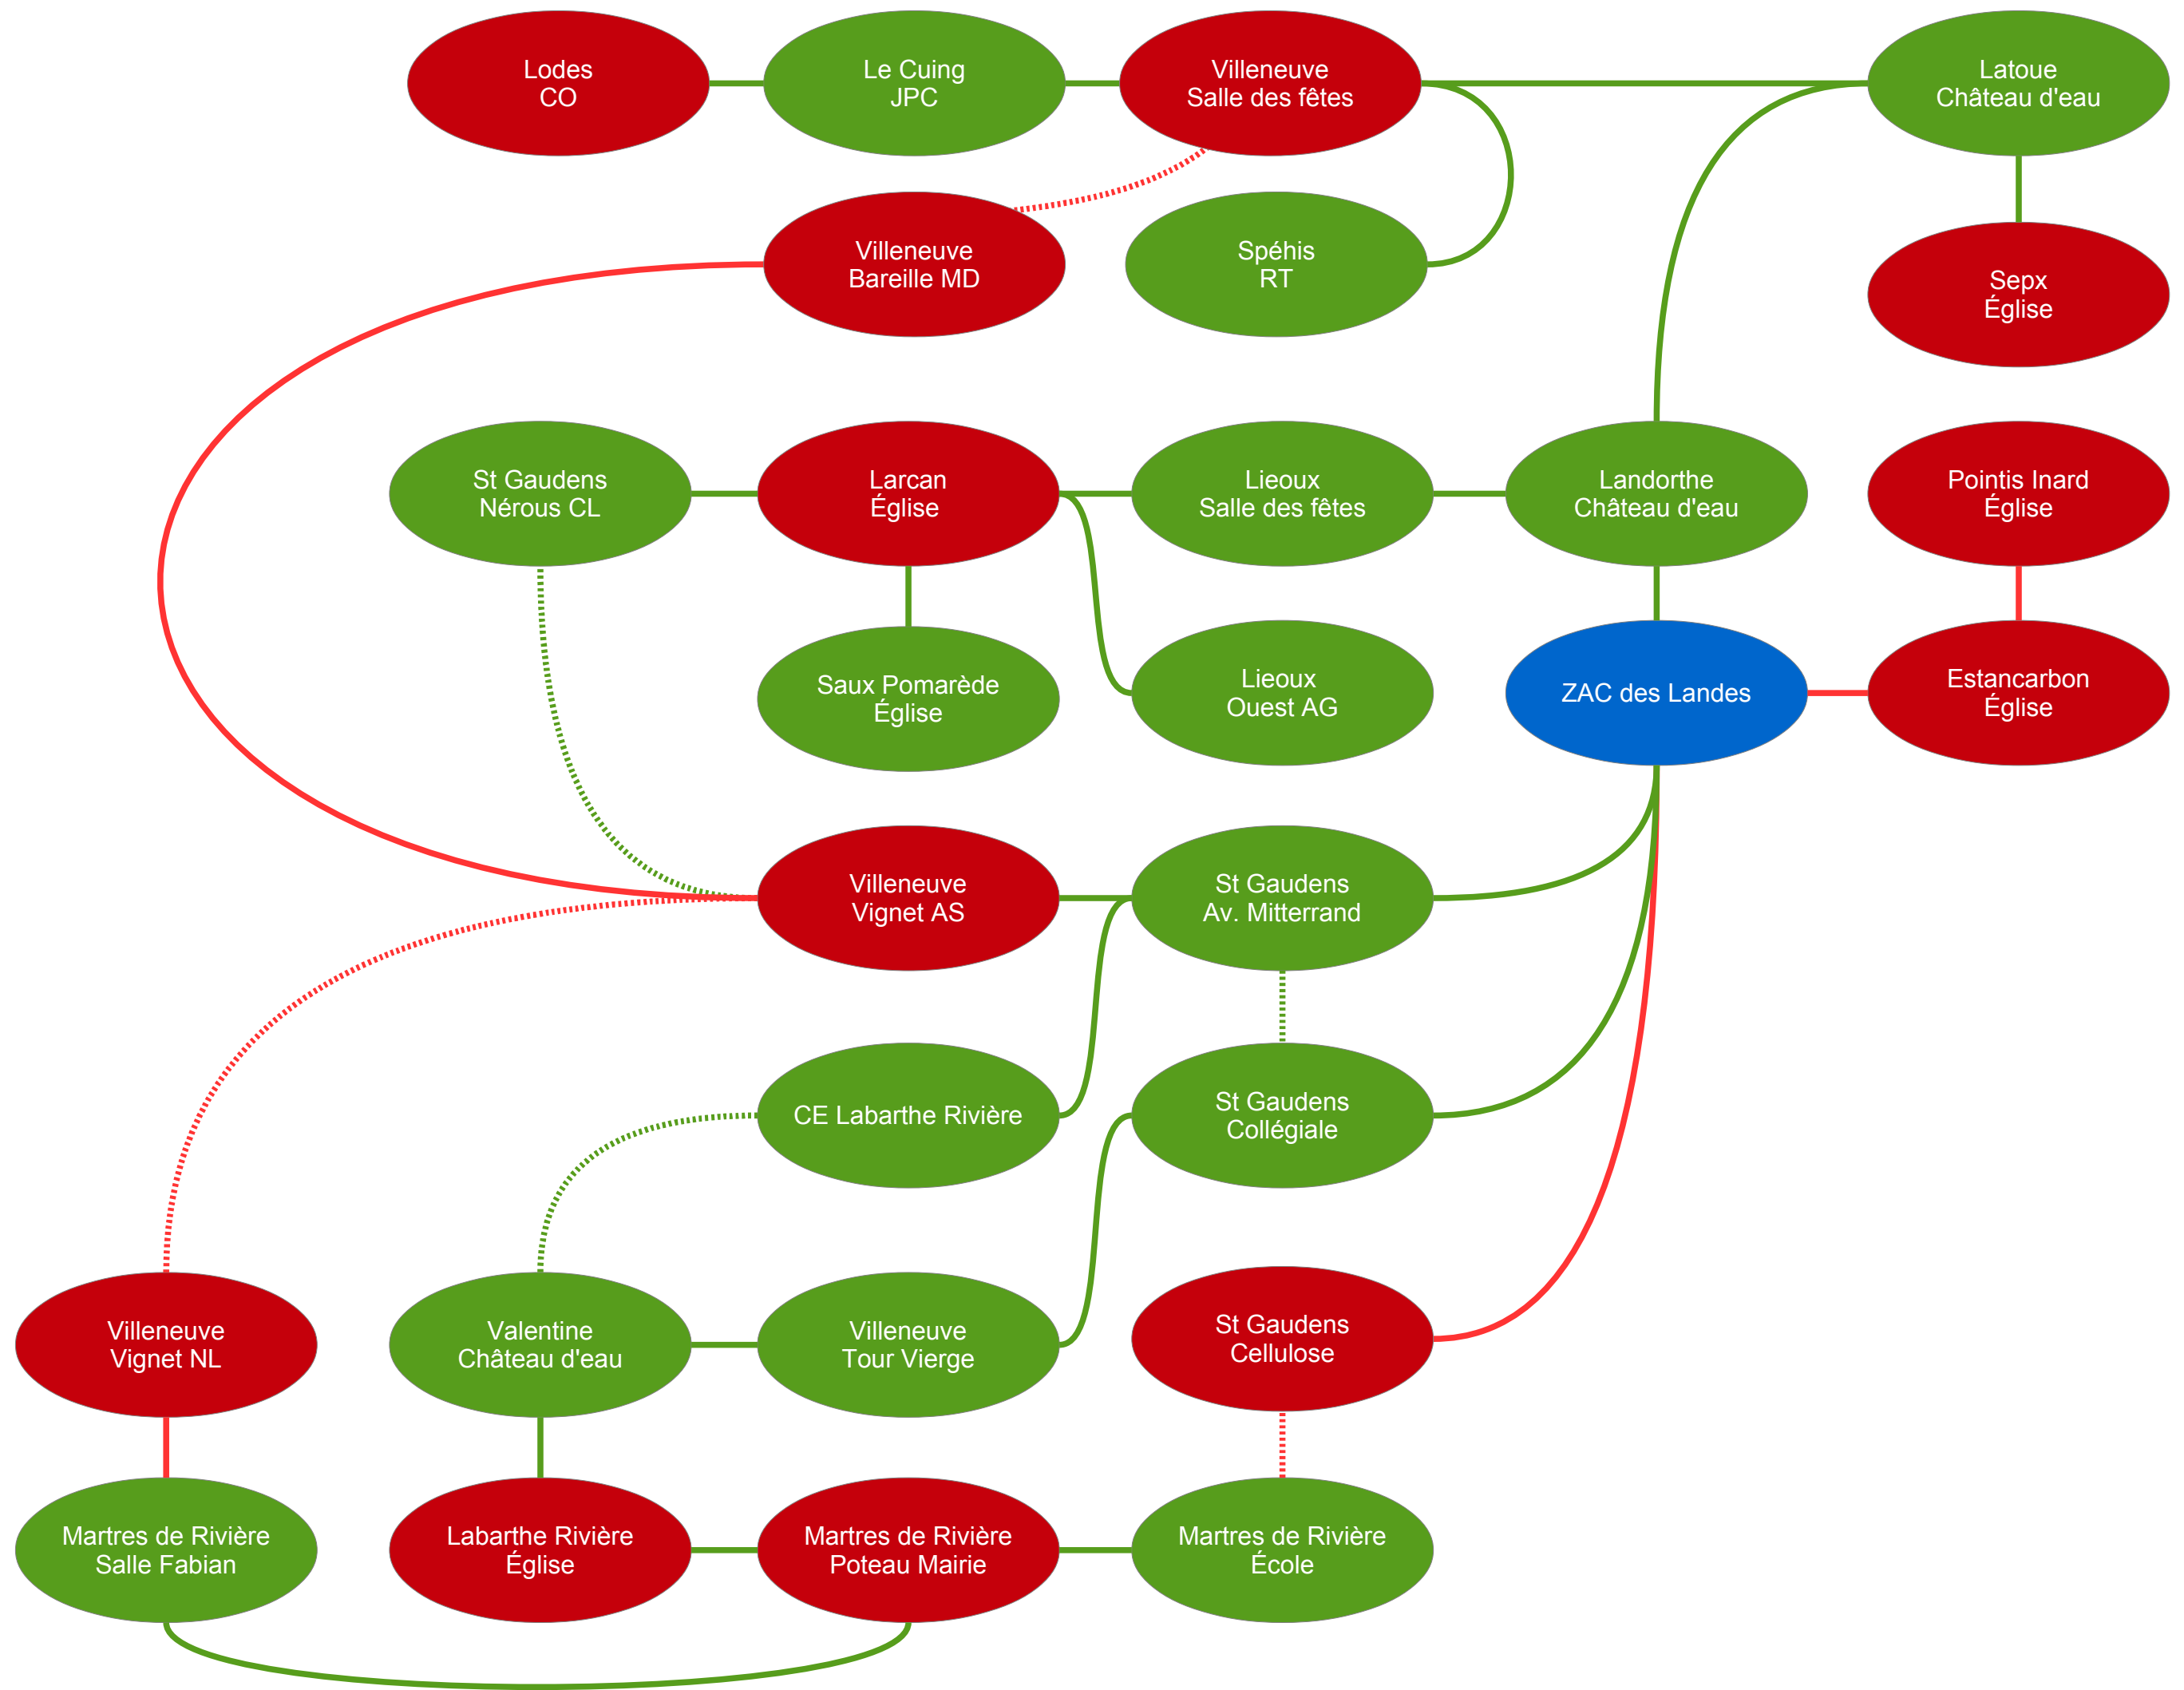 Lodes
CO
Le Cuing
JPC
Villeneuve
Salle des fêtes
Latoue
Château d'eau
Villeneuve
Bareille MD
Spéhis
RT
Sepx
Église
St Gaudens
Nérous CL
Larcan
Église
Lieoux
Salle des fêtes
Landorthe
Château d'eau
Pointis Inard
Église
Saux Pomarède
Église
Lieoux
Ouest AG
ZAC des Landes
Estancarbon
Église
Villeneuve
Vignet AS
St Gaudens
Av. Mitterrand
CE Labarthe Rivière
St Gaudens
Collégiale
Villeneuve
Vignet NL
Valentine
Château d'eau
Villeneuve
Tour Vierge
St Gaudens
Cellulose
Martres de Rivière
Salle Fabian
Labarthe Rivière
Église
Martres de Rivière
Poteau Mairie
Martres de Rivière
École